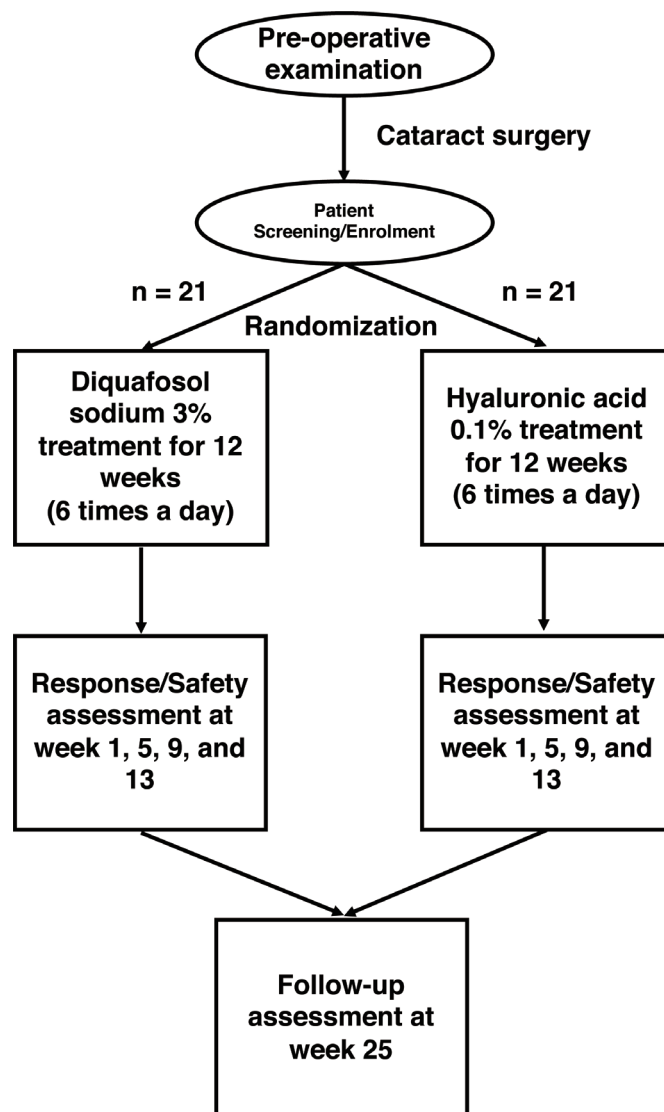 Pre-operative
examination
Cataract surgery
Patient
Screening/Enrolment
n = 21
n = 21
Randomization
Diquafosol
sodium 3%
treatment for 12
weeks
(6 times a day)
Hyaluronic acid
0.1% treatment
for 12 weeks
(6 times a day)
Response/Safety
assessment at
week 1, 5, 9, and
13
Response/Safety
assessment at
week 1, 5, 9, and
13
Follow-up
assessment at
week 25